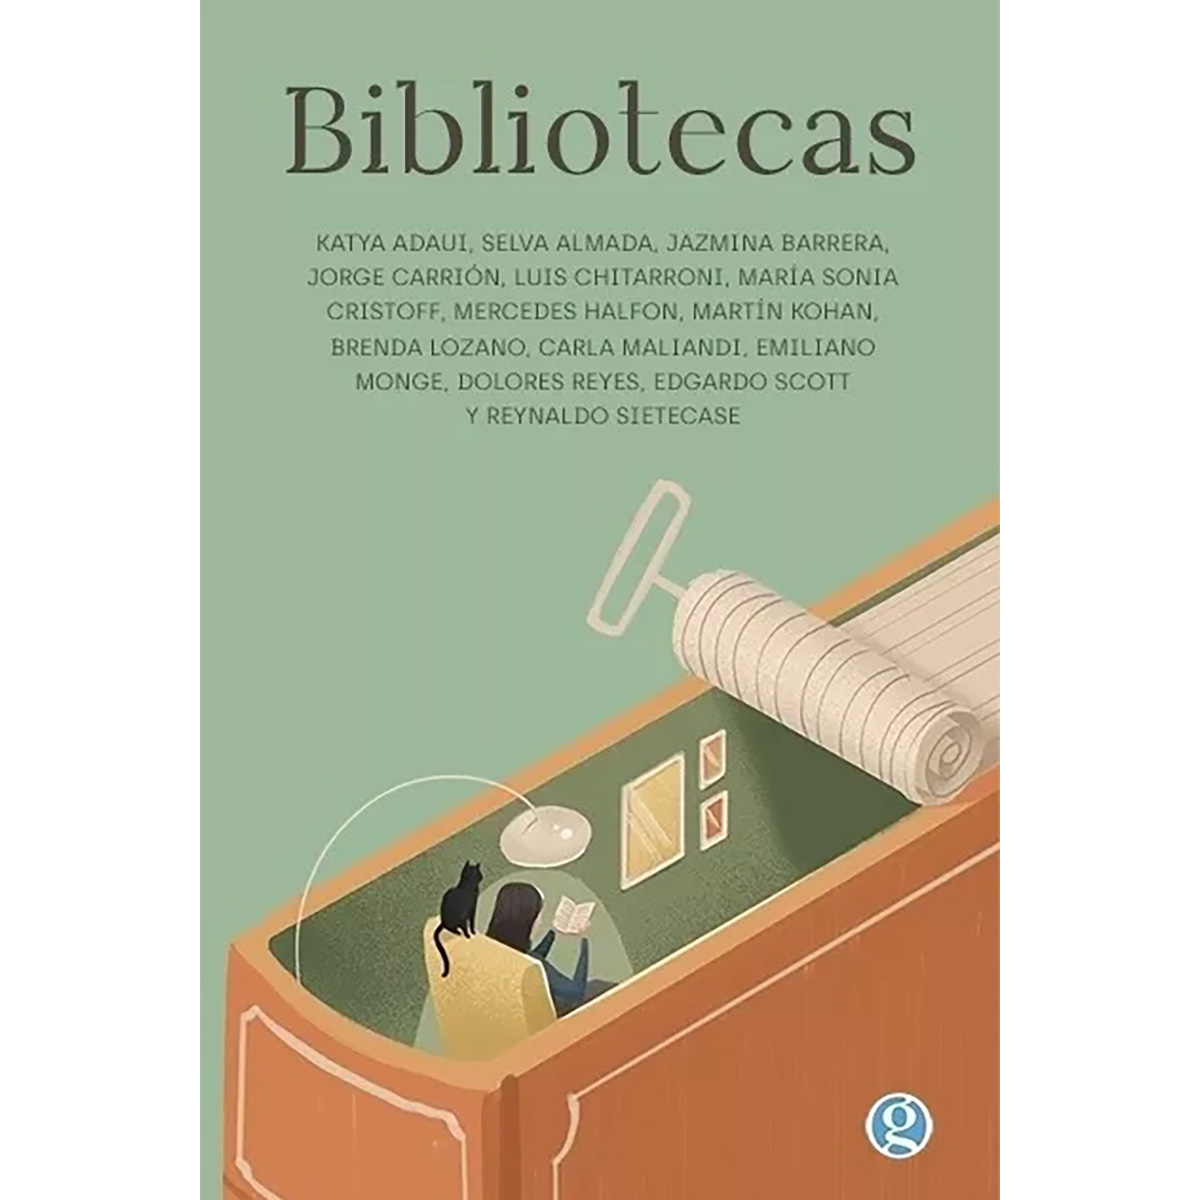 Bibliotecas
KATYA ADAUI, SELVA ALMADA, JAZMINA BARRERA,
JORGE CARRIÓN, LUIS CHITARRONI, MARÍA SONIA
CRISTOFF, MERCEDES HALFON, MARTÍN KOHAN,
BRENDA LOZANO, CARLA MALIANDI, EMILIANO
MONGE, DOLORES REYES, EDGARDO SCOTT
Y REYNALDO SIETECASE
g